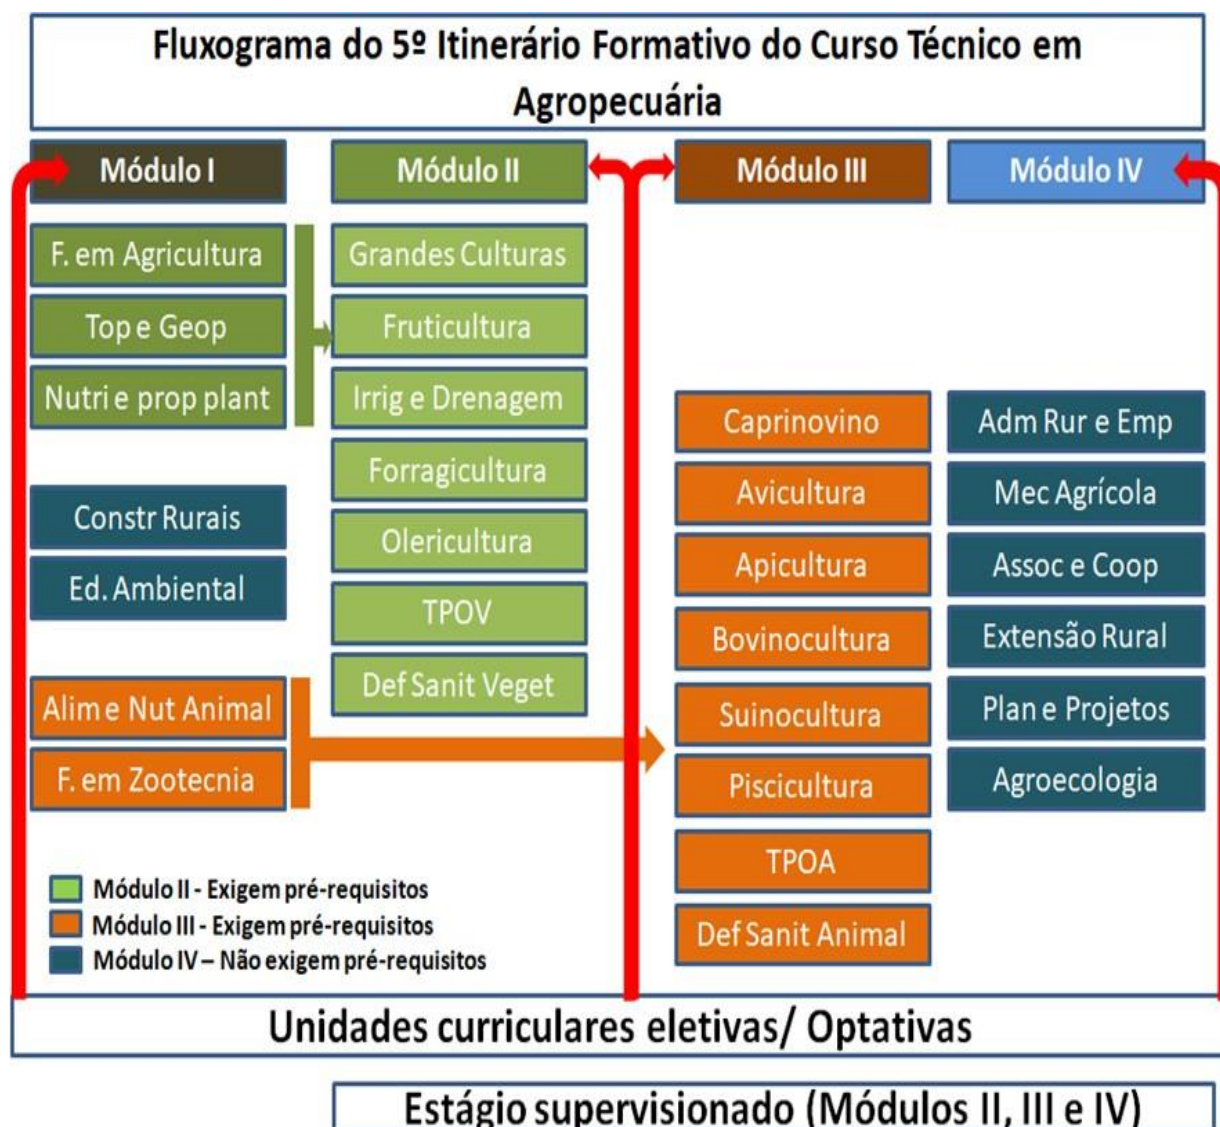 Fluxograma do 5º Itinerário Formativo do Curso Técnico em
Agropecuária
Módulo I
Módulo II
Módulo III
Módulo IV
F. em Agricultura
Top e Geop
Nutri e prop plant
Constr Rurais
Ed. Ambiental
Alim e Nut Animal
F. em Zootecnia
Grandes Culturas
Fruticultura
Irrig e Drenagem
Forragicultura
Olericultura
TPOV
Def Sanit Veget
Caprinovino
Avicultura
Apicultura
Bovinocultura
Suinocultura
Piscicultura
TPOA
Def Sanit Animal
Adm Rur e Emp
Mec Agrícola
Assoc e Coop
Extensão Rural
Plan e Projetos
Agroecologia
Módulo II - Exigem pré-requisitos
Módulo III - Exigem pré-requisitos
Módulo IV – Não exigem pré-requisitos
Unidades curriculares eletivas/ Optativas
Estágio supervisionado (Módulos II, III e IV)